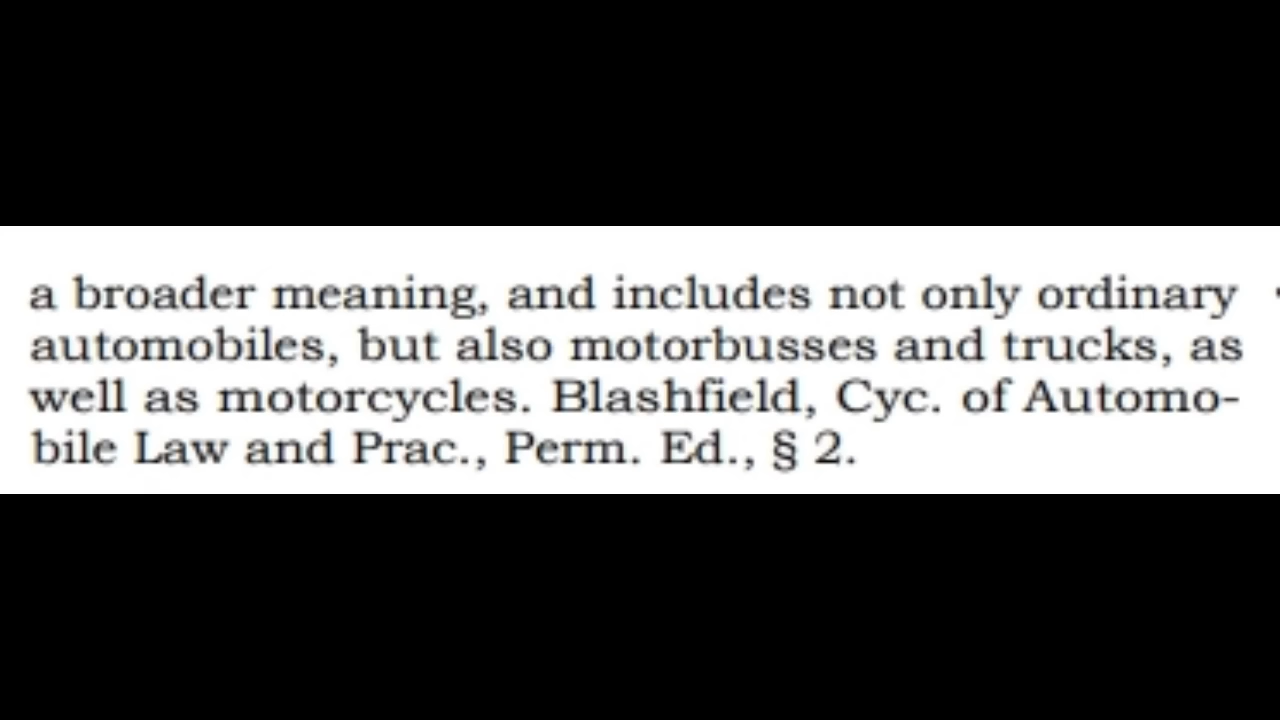 a broader meaning, and includes not only ordinary
automobiles, but also motorbusses and trucks, as
well as motorcycles. Blashfield, Cyc. of Automo-
bile Law and Prac., Perm. Ed., § 2.